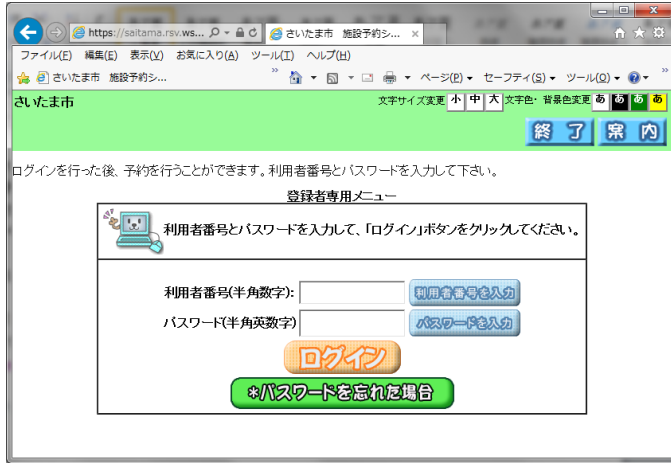 https://saitama.rsv.ws...
さいたま市 施設予約シ...
ファイル(F) 編集(E) 表示(V) お気に入り(A) ツール(T) ヘルプ(H)
さいたま市 施設予約シ... ページ(P) セーフティ(S) ツール(O)
さいたま市 文字サイズ変更 小 中 大 文字色・背景色変更 あ あ あ あ
終了 案内
ログインを行った後、予約を行うことができます。利用者番号とパスワードを入力して下さい。
登録者専用メニュー
利用者番号とパスワードを入力して、「ログイン」ボタンをクリックしてください。
利用者番号(半角数字): 利用者番号を入力
パスワード(半角英数字) パスワードを入力
ログイン
*パスワードを忘れた場合